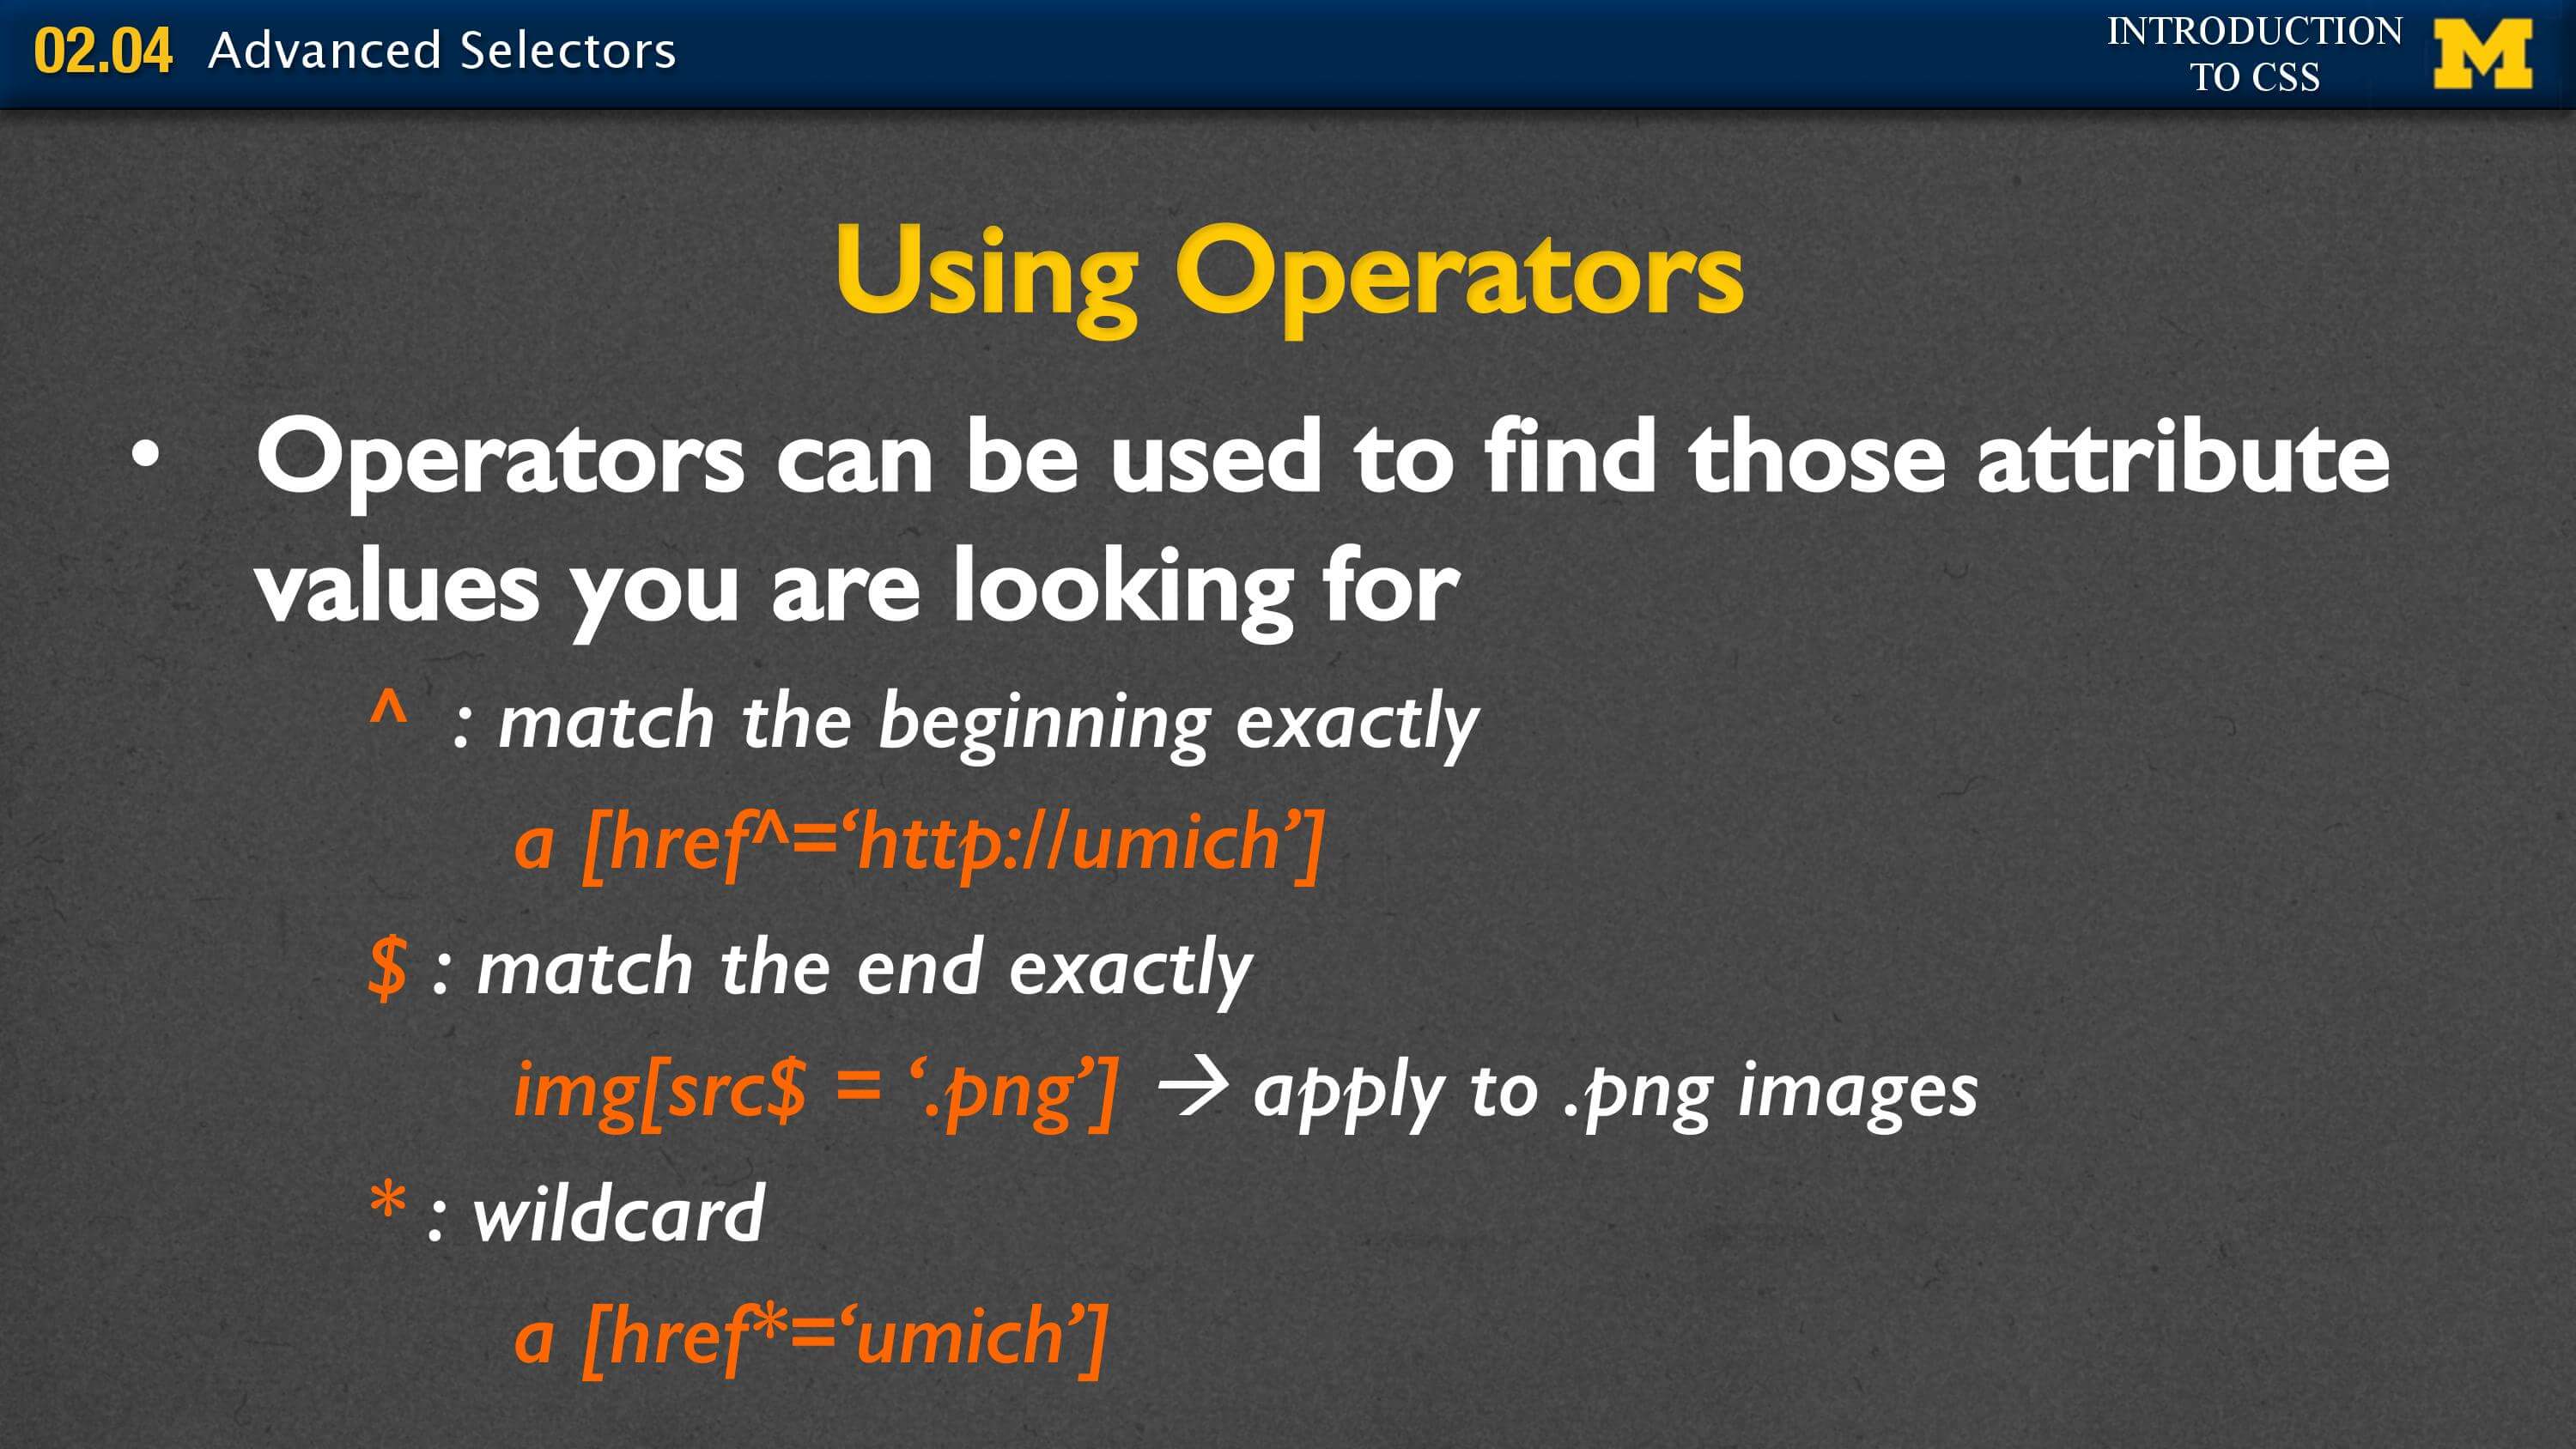 02.04 Advanced Selectors
INTRODUCTION
TO CSS
M
Using Operators
• Operators can be used to find those attribute
values you are looking for
^ : match the beginning exactly
a [href^=‘http://umich’]
$ : match the end exactly
img[src$ = ‘.png’] → apply to .png images
* : wildcard
a [href*=‘umich’]